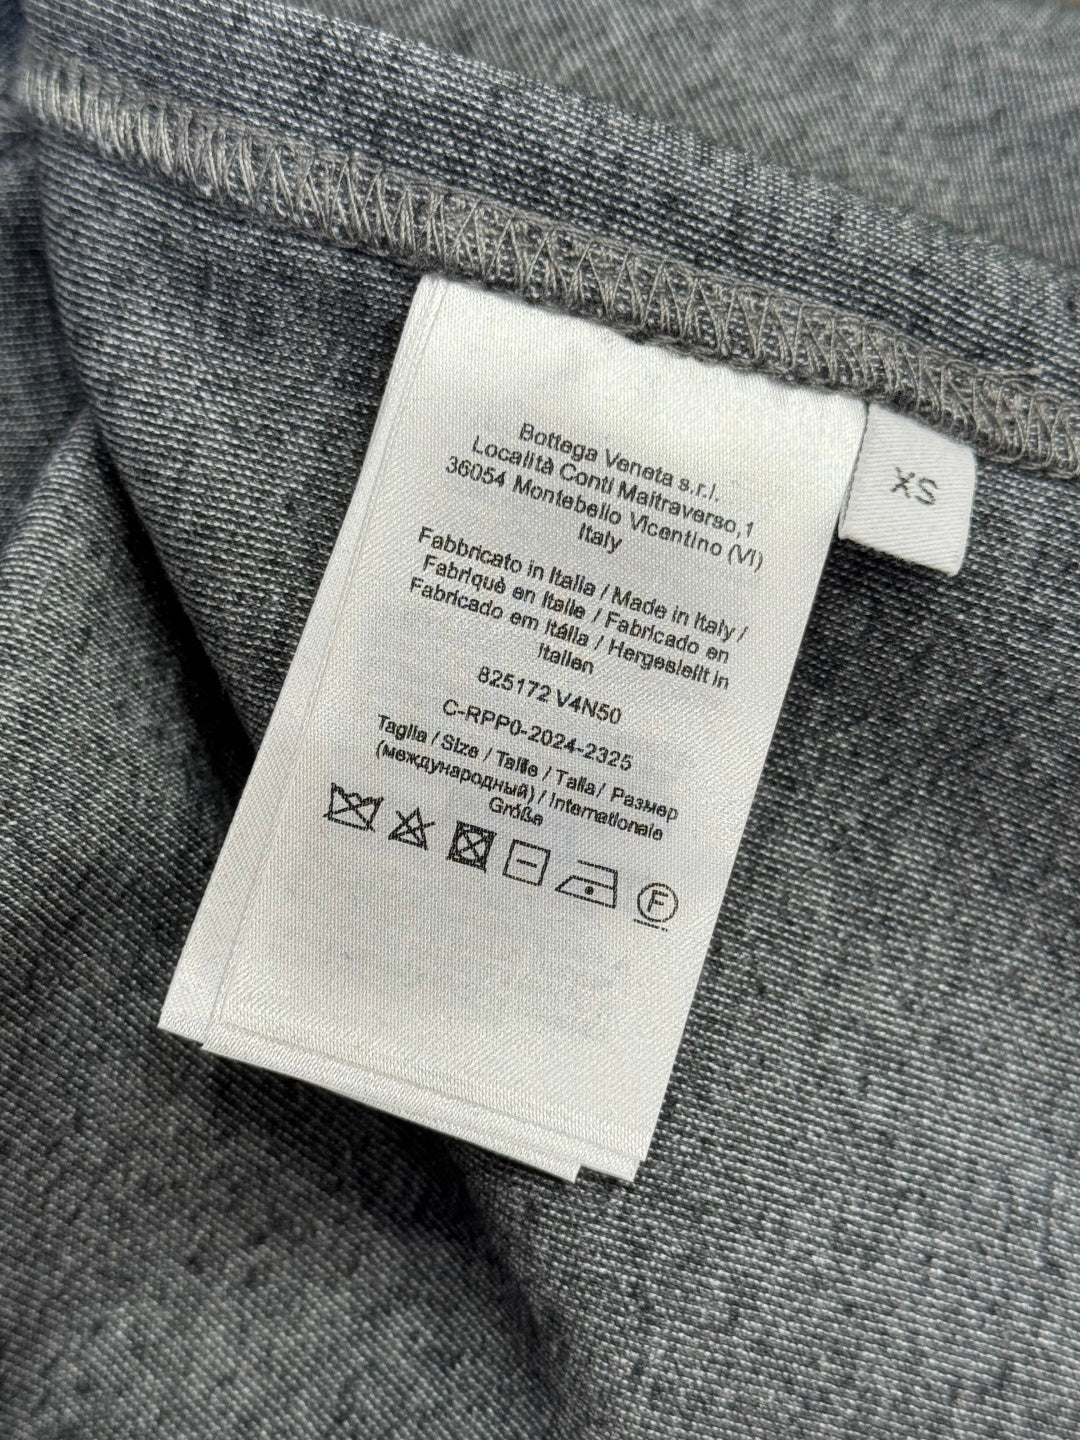 Bottega Veneta s.r.l.
Località Conti Maltraverso,1
36054 Montebello Vicentino (VI)
Italy
Fabbricato in Italia / Made in Italy /
Fabriquè en Italie / Fabricado en
Fabricado em Itália / Hergestellt in
Italien
825172 V4N50
C-RPP0-2024-2325
Taglia / Size / Taille / Talla / Размер
(международный) / Internationale
Größe
F
XS